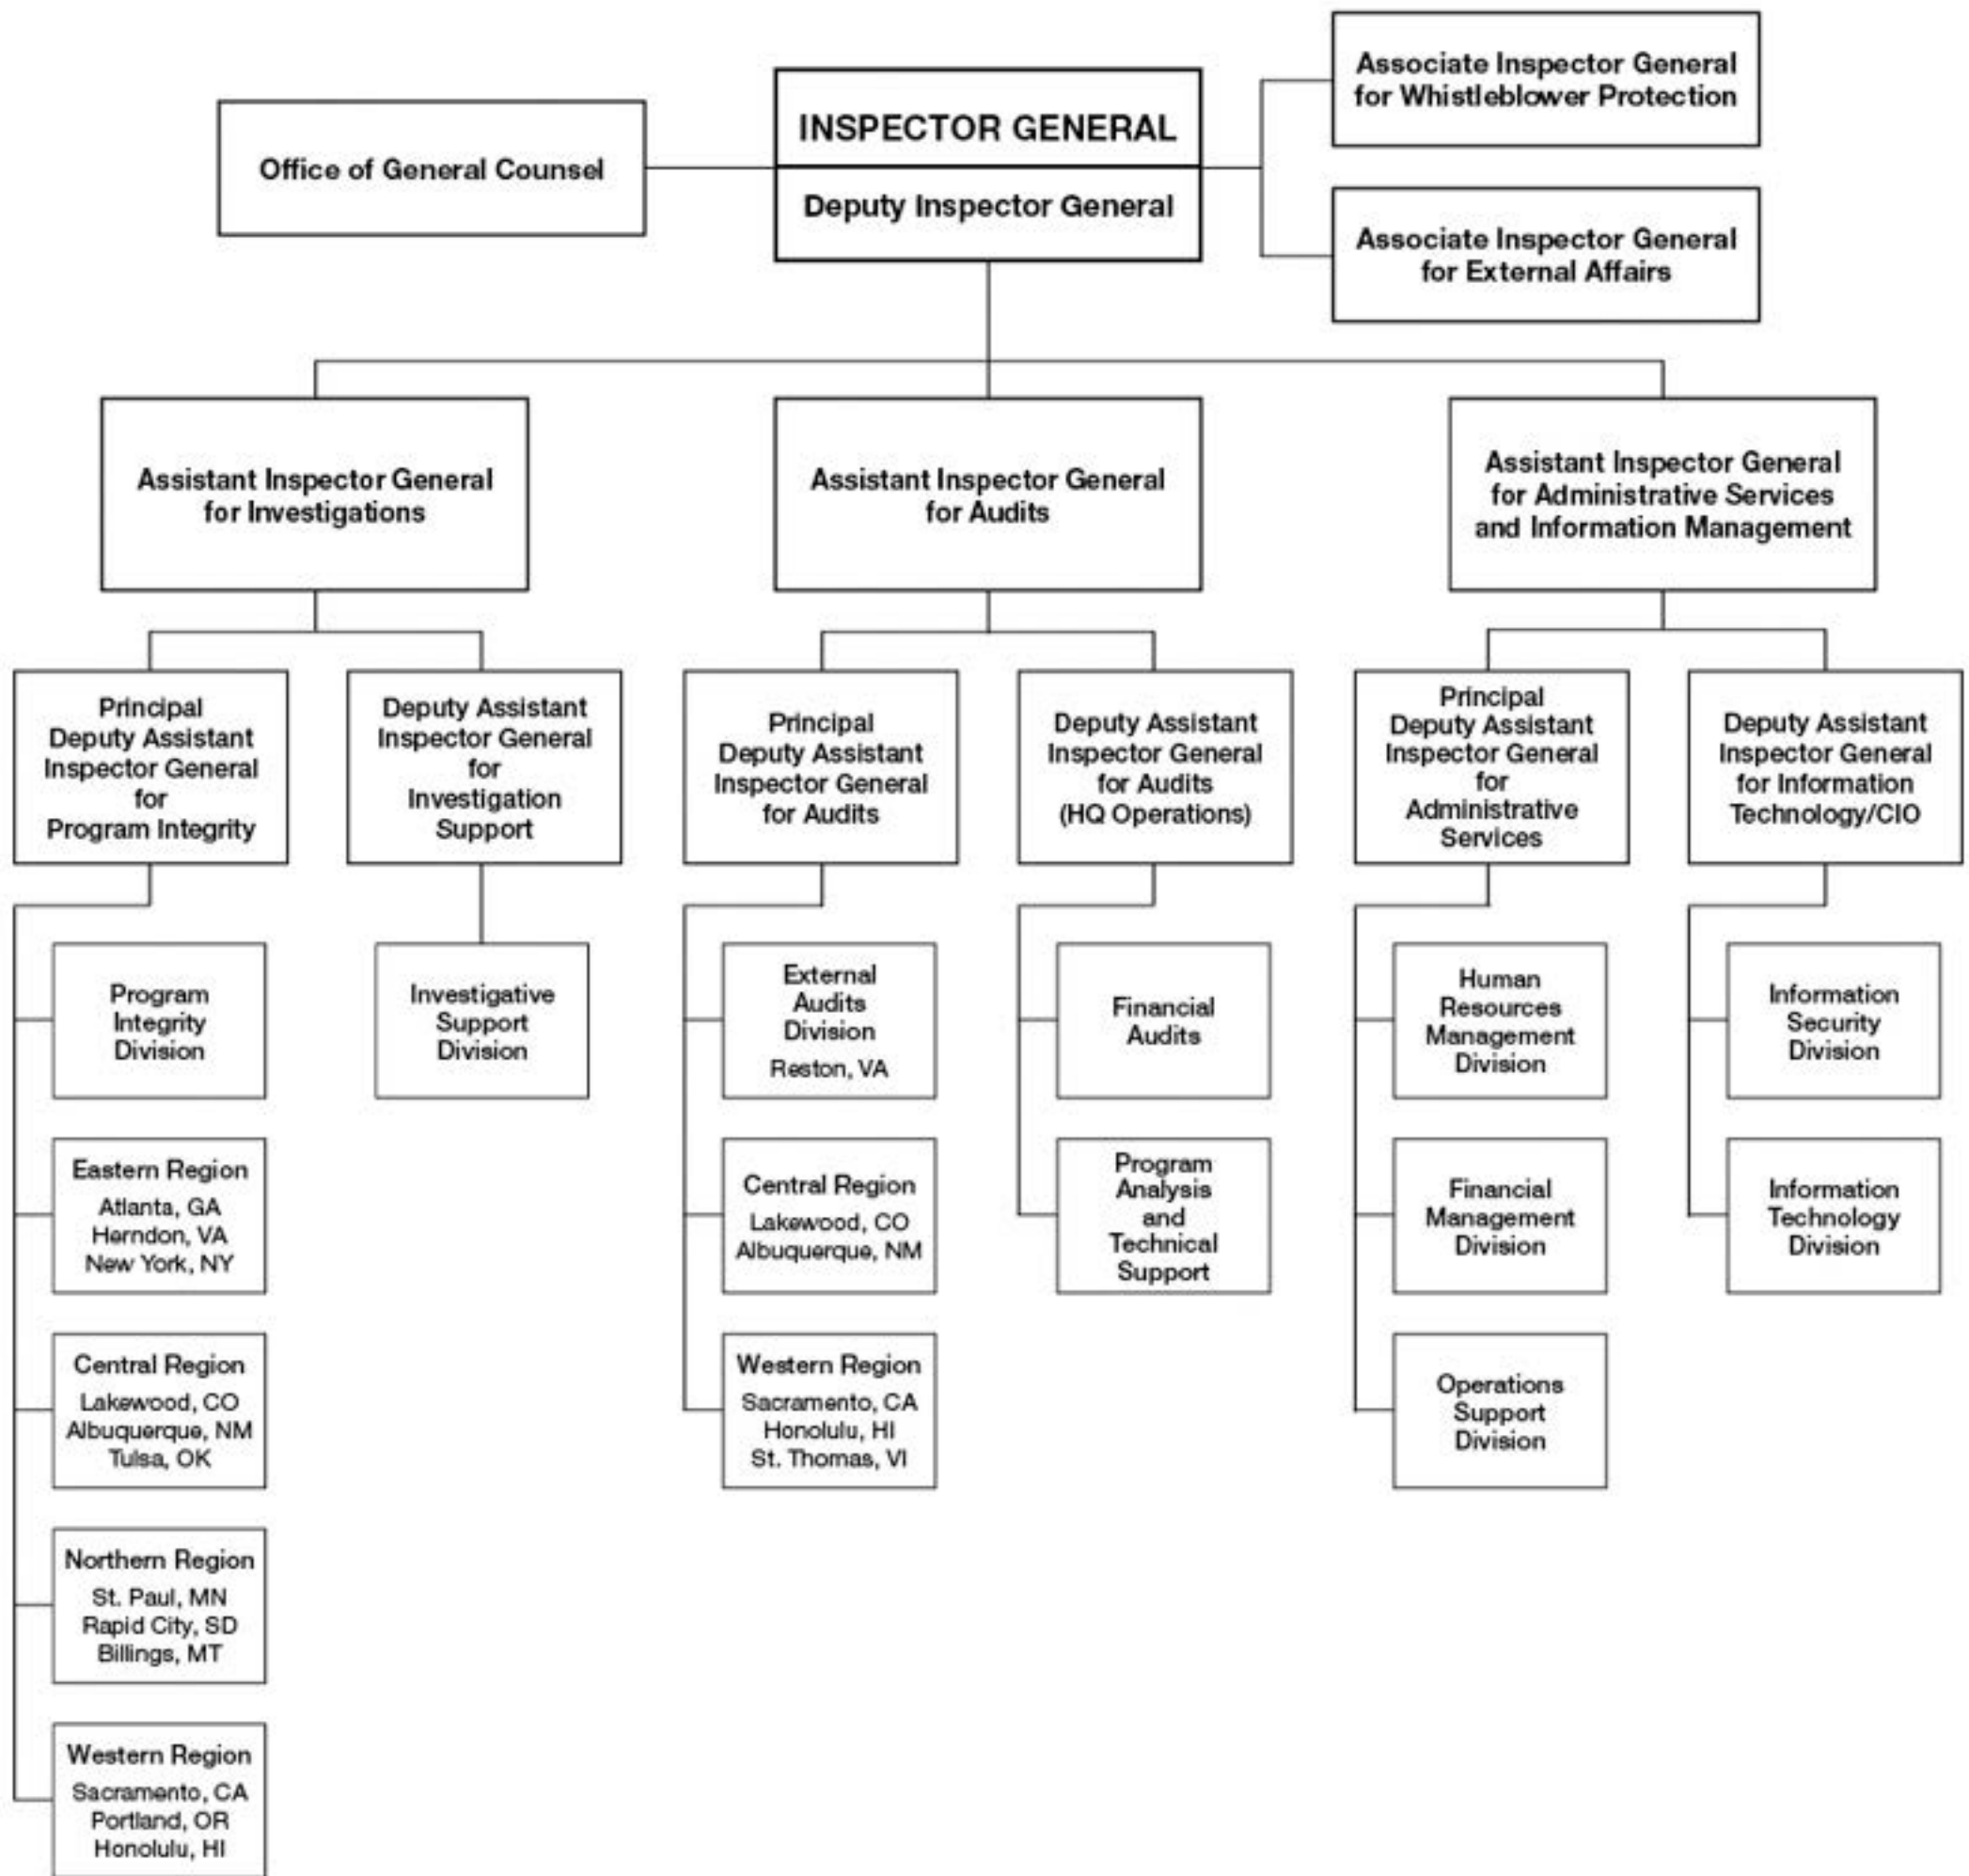 Associate Inspector General
for Whistleblower Protection
INSPECTOR GENERAL
Office of General Counsel
Deputy Inspector General
Associate Inspector General
for External Affairs
Assistant Inspector General
for Investigations
Assistant Inspector General
for Audits
Assistant Inspector General
for Administrative Services
and Information Management
Principal
Deputy Assistant
Inspector General
for
Program Integrity
Deputy Assistant
Inspector General
for
Investigation
Support
Principal
Deputy Assistant
Inspector General
for Audits
Deputy Assistant
Inspector General
for Audits
(HQ Operations)
Principal
Deputy Assistant
Inspector General
for
Administrative
Services
Deputy Assistant
Inspector General
for Information
Technology/CIO
Program
Integrity
Division
Eastern Region
Atlanta, GA
Herndon, VA
New York, NY
Central Region
Lakewood, CO
Albuquerque, NM
Tulsa, OK
Northern Region
St. Paul, MN
Rapid City, SD
Billings, MT
Western Region
Sacramento, CA
Portland, OR
Honolulu, HI
Investigative
Support
Division
External
Audits
Division
Reston, VA
Central Region
Lakewood, CO
Albuquerque, NM
Western Region
Sacramento, CA
Honolulu, HI
St. Thomas, VI
Financial
Audits
Program
Analysis
and
Technical
Support
Human
Resources
Management
Division
Financial
Management
Division
Operations
Support
Division
Information
Security
Division
Information
Technology
Division